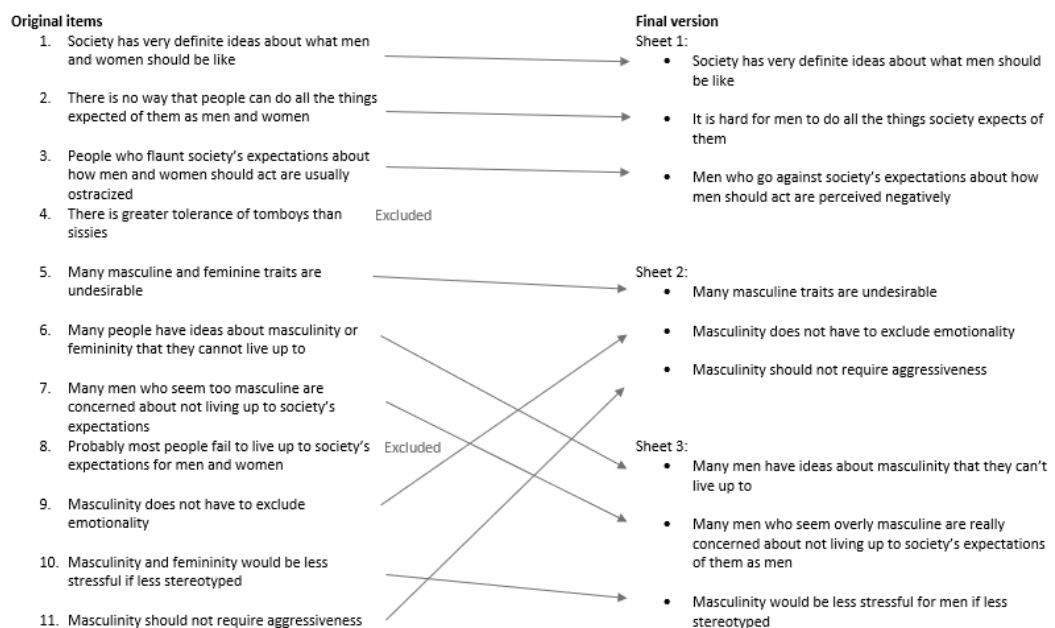 Original items
1. Society has very definite ideas about what men
and women should be like
2. There is no way that people can do all the things
expected of them as men and women
3. People who flaunt society's expectations about
how men and women should act are usually
ostracized
4. There is greater tolerance of tomboys than
sissies
Excluded
5. Many masculine and feminine traits are
undesirable
6. Many people have ideas about masculinity or
femininity that they cannot live up to
7. Many men who seem too masculine are
concerned about not living up to society's
expectations
8. Probably most people fail to live up to society's
expectations for men and women
Excluded
9. Masculinity does not have to exclude
emotionality
10. Masculinity and femininity would be less
stressful if less stereotyped
11. Masculinity should not require aggressiveness
Final version
Sheet 1:
• Society has very definite ideas about what men should
be like
• It is hard for men to do all the things society expects of
them
• Men who go against society's expectations about how
men should act are perceived negatively
Sheet 2:
• Many masculine traits are undesirable
• Masculinity does not have to exclude emotionality
• Masculinity should not require aggressiveness
Sheet 3:
• Many men have ideas about masculinity that they can't
live up to
• Many men who seem overly masculine are really
concerned about not living up to society's expectations
of them as men
• Masculinity would be less stressful for men if less
stereotyped